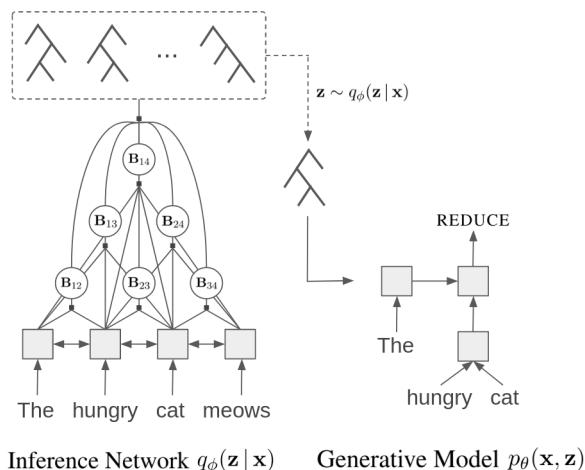 ...
z ∼ qϕ(z | x)
B14
B13 B24
B12 B23 B34
The hungry cat meows
REDUCE
The
hungry cat
Inference Network qϕ(z | x)
Generative Model pθ(x, z)